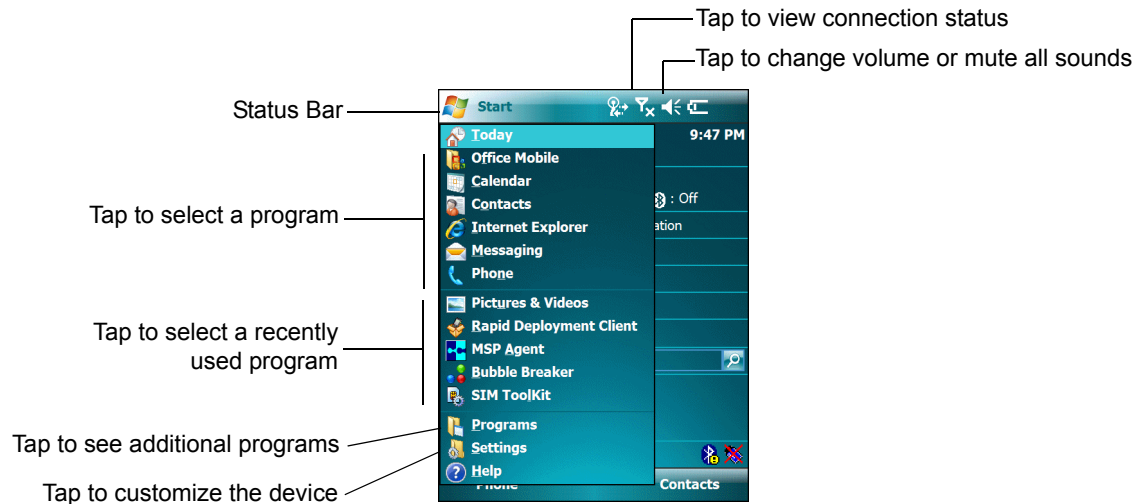 Tap to view connection status
Tap to change volume or mute all sounds
Status Bar
Start
Today
9:47 PM
Office Mobile
Calendar
Contacts
: Off
Internet Explorer
ation
Messaging
Phone
Tap to select a program
Pictures & Videos
Rapid Deployment Client
MSP Agent
Bubble Breaker
SIM ToolKit
Tap to select a recently
used program
Programs
Settings
Help
Tap to see additional programs
Tap to customize the device
Phone
Contacts